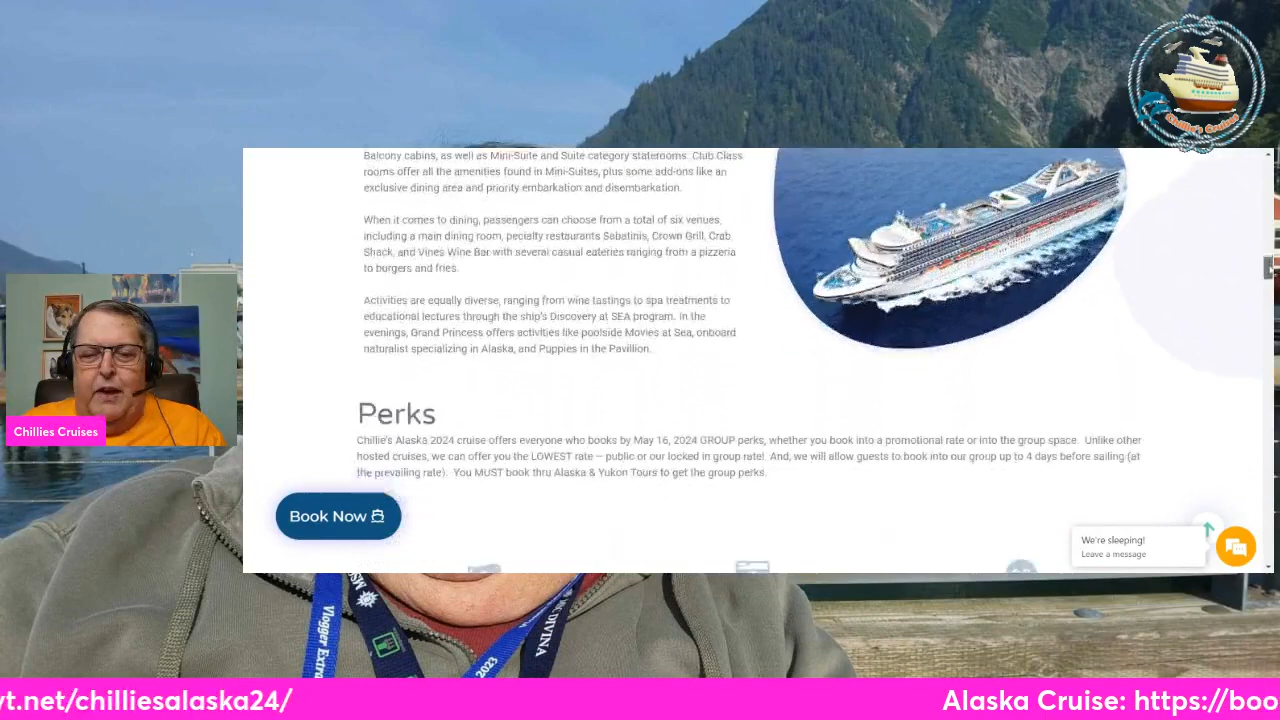 Chillie's Cruises
Balcony cabins, as well as Mini-Suite and Suite category staterooms. Club Class
rooms offer all the amenities found in Mini-Suites, plus some add-ons like an
exclusive dining area and priority embarkation and disembarkation.
When it comes to dining, passengers can choose from a total of six venues,
including a main dining room, pecialty restaurants Sabatinis, Crown Grill, Crab
Shack, and Vines Wine Bar with several casual eateries ranging from a pizzeria
to burgers and fries.
Activities are equally diverse, ranging from wine tastings to spa treatments to
educational lectures through the ship's Discovery at SEA program. In the
evenings, Grand Princess offers activities like poolside Movies at Sea, onboard
naturalist specializing in Alaska, and Puppies in the Pavillion.
Perks
Chillie's Alaska 2024 cruise offers everyone who books by May 16, 2024 GROUP perks, whether you book into a promotional rate or into the group space. Unlike other
hosted cruises, we can offer you the LOWEST rate – public or our locked in group rate! And, we will allow guests to book into our group up to 4 days before sailing (at
the prevailing rate). You MUST book thru Alaska & Yukon Tours to get the group perks.
Chillies Cruises
Book Now
We're sleeping!
Leave a message
MS
Vlogger Extra
2023
SC DIVINA
yt.net/chilliesalaska24/
Alaska Cruise: https://boo